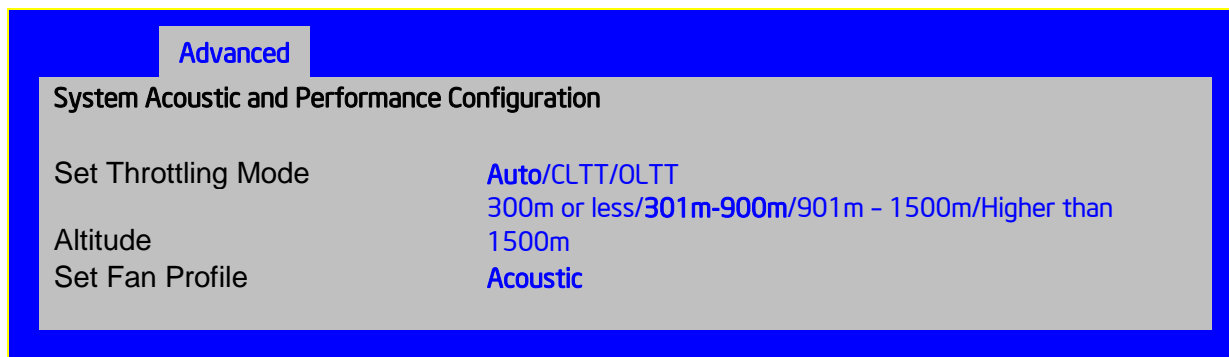 Advanced
System Acoustic and Performance Configuration
Set Throttling Mode Auto/CLTT/OLTT
300m or less/301m-900m/901m – 1500m/Higher than
Altitude 1500m
Set Fan Profile Acoustic